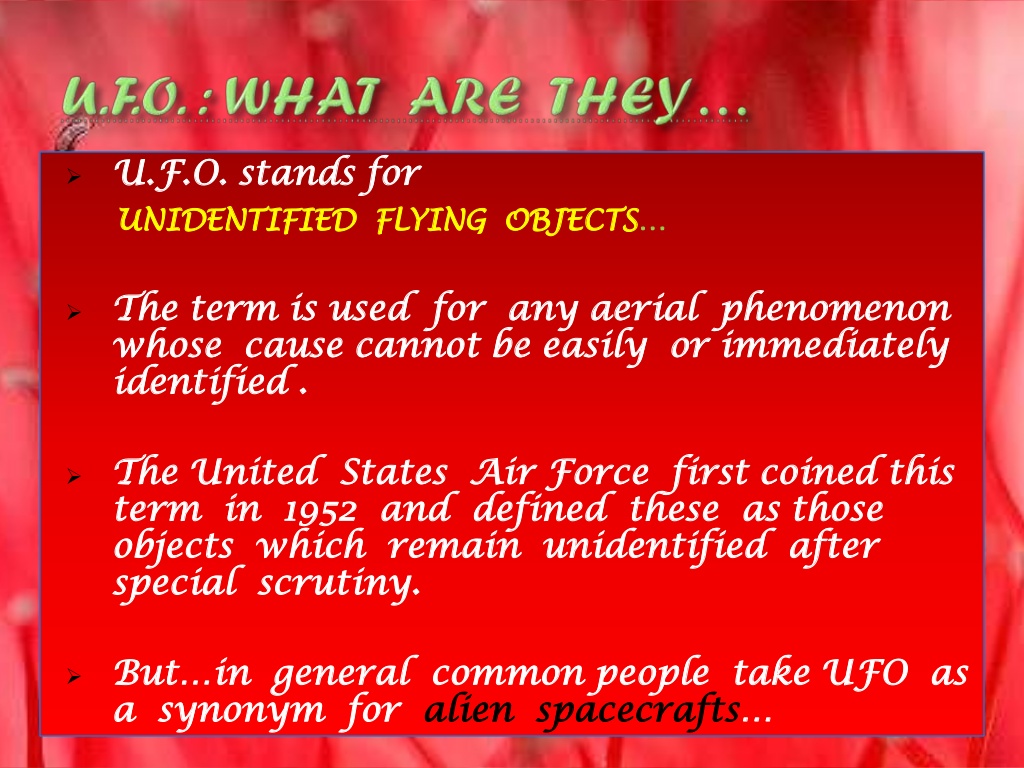 U.F.O. : WHAT ARE THEY...
U.F.O. stands for
UNIDENTIFIED FLYING OBJECTS...
The term is used for any aerial phenomenon
whose cause cannot be easily or immediately
identified .
The United States Air Force first coined this
term in 1952 and defined these as those
objects which remain unidentified after
special scrutiny.
But...in general common people take UFO as
a synonym for alien spacecrafts...